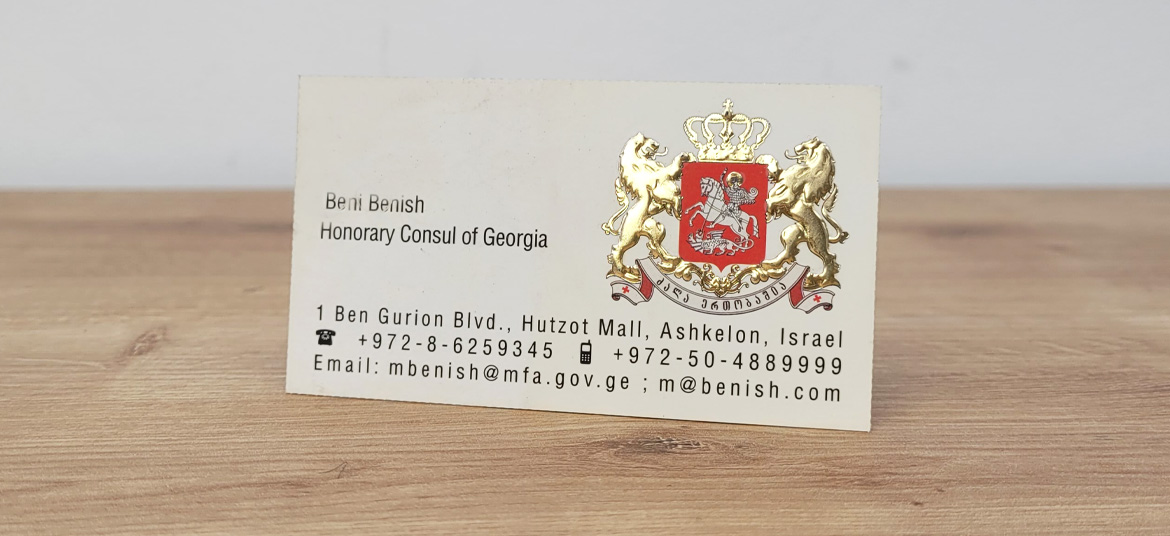 Beni Benish
Honorary Consul of Georgia
ძალა ერთობაშია
1 Ben Gurion Blvd., Hutzot Mall, Ashkelon, Israel
+972-8-6259345 +972-50-4889999
Email: mbenish@mfa.gov.ge ; m@benish.com